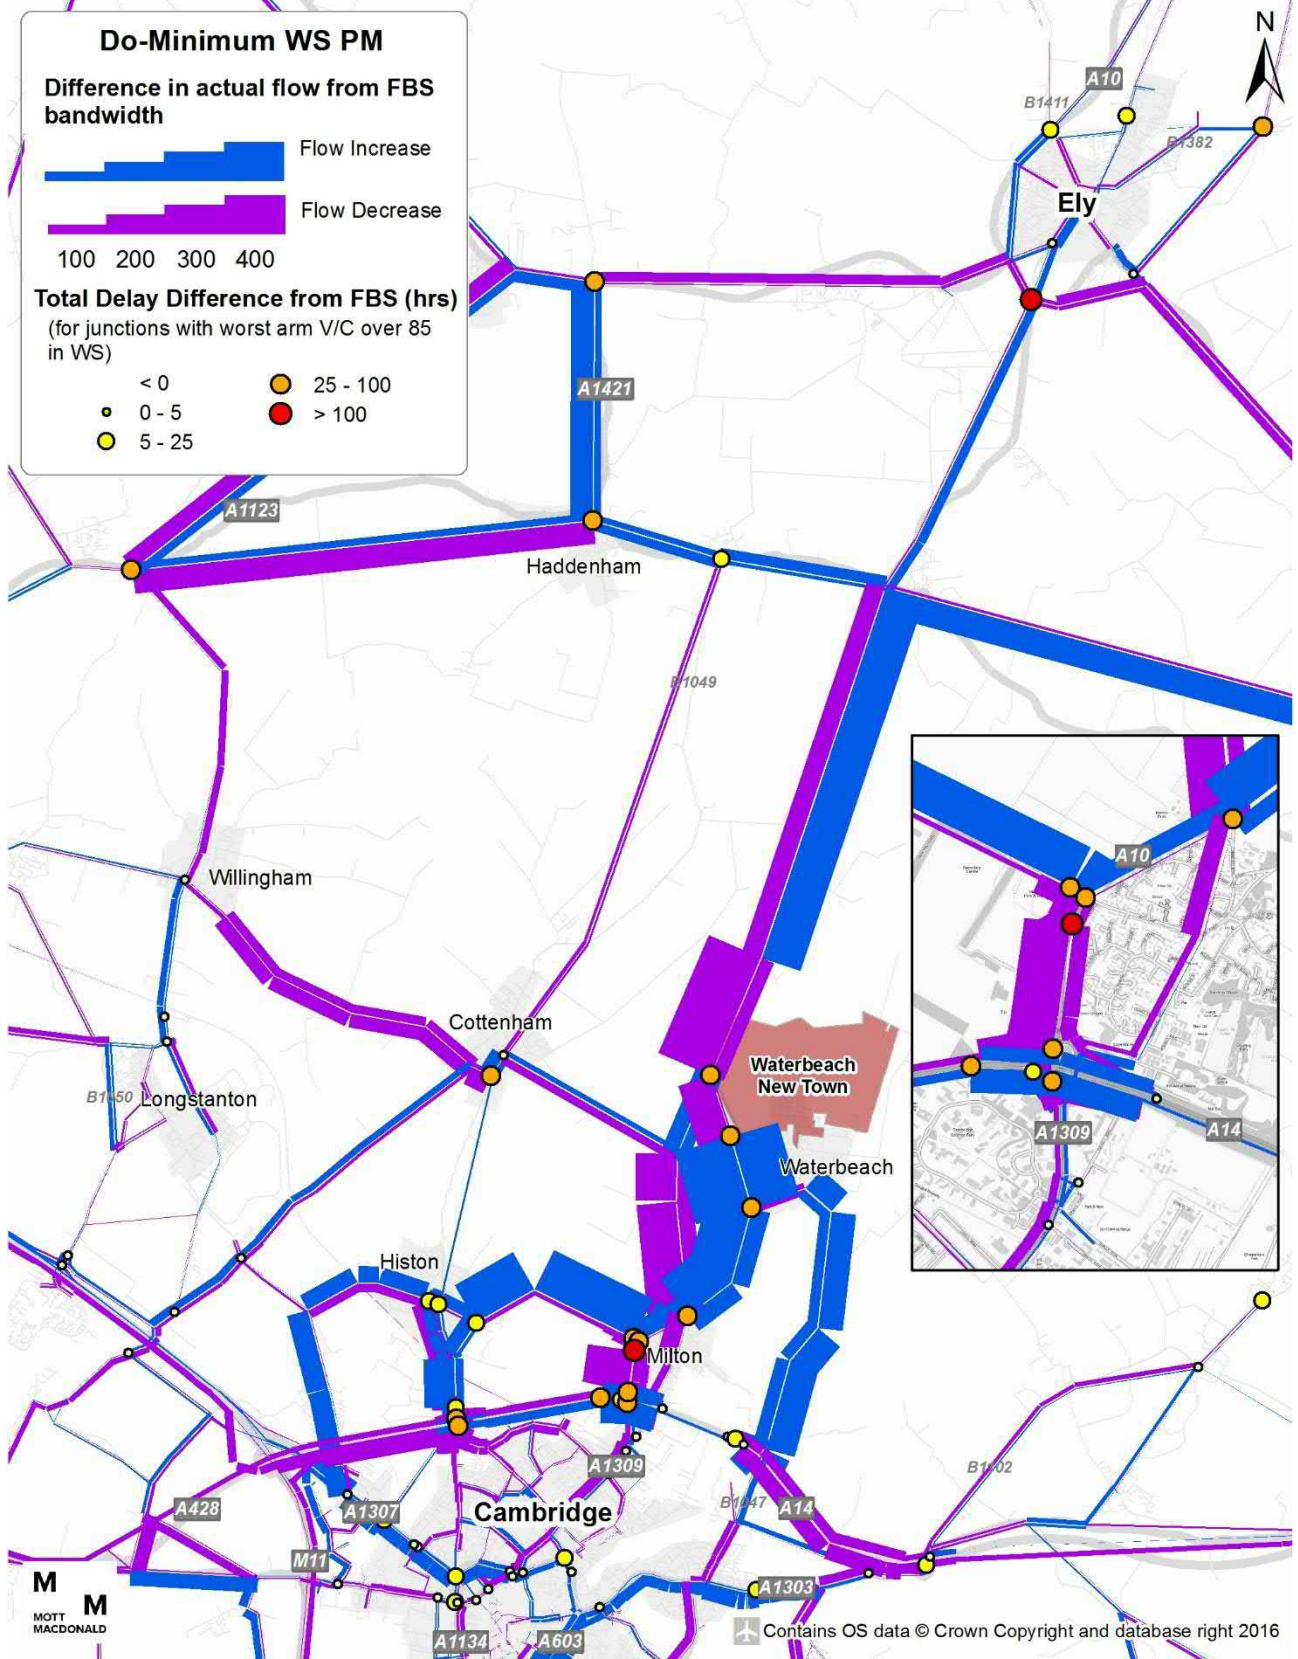 Do-Minimum WS PM
Difference in actual flow from FBS
bandwidth
Flow Increase
Flow Decrease
100 200 300 400
Total Delay Difference from FBS (hrs)
(for junctions with worst arm V/C over 85
in WS)
< 0
25 - 100
0 - 5
> 100
5 - 25
N
A10
B1411
B1382
Ely
A1421
A1123
Haddenham
B1049
Willingham
A10
Cottenham
Waterbeach
New Town
B1050
Longstanton
A1309
A14
Waterbeach
Histon
Milton
A1309
B1102
A428
A1307
Cambridge
B1047
A14
M11
A1303
M
M
MOTT
MACDONALD
A1134
A603
Contains OS data © Crown Copyright and database right 2016